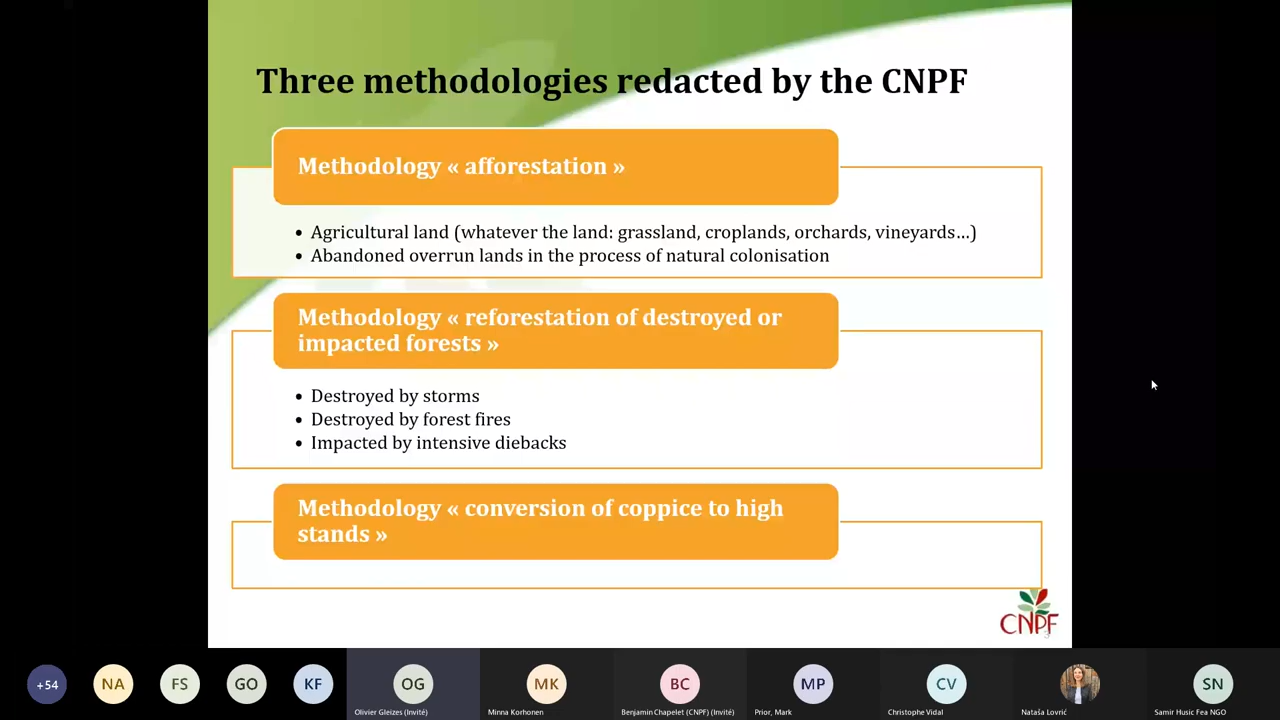 Three methodologies redacted by the CNPF
Methodology « afforestation »
• Agricultural land (whatever the land: grassland, croplands, orchards, vineyards…)
• Abandoned overrun lands in the process of natural colonisation
Methodology « reforestation of destroyed or
impacted forests »
• Destroyed by storms
• Destroyed by forest fires
• Impacted by intensive diebacks
Methodology « conversion of coppice to high
stands »
CNPF
3
+54
NA
FS
GO
KF
OG
MK
BC
MP
CV
SN
Olivier Gleizes (Invité)
Minna Korhonen
Benjamin Chapelet (CNPF) (Invité)
Prior, Mark
Christophe Vidal
Nataša Lovrić
Samir Husic Fea NGO